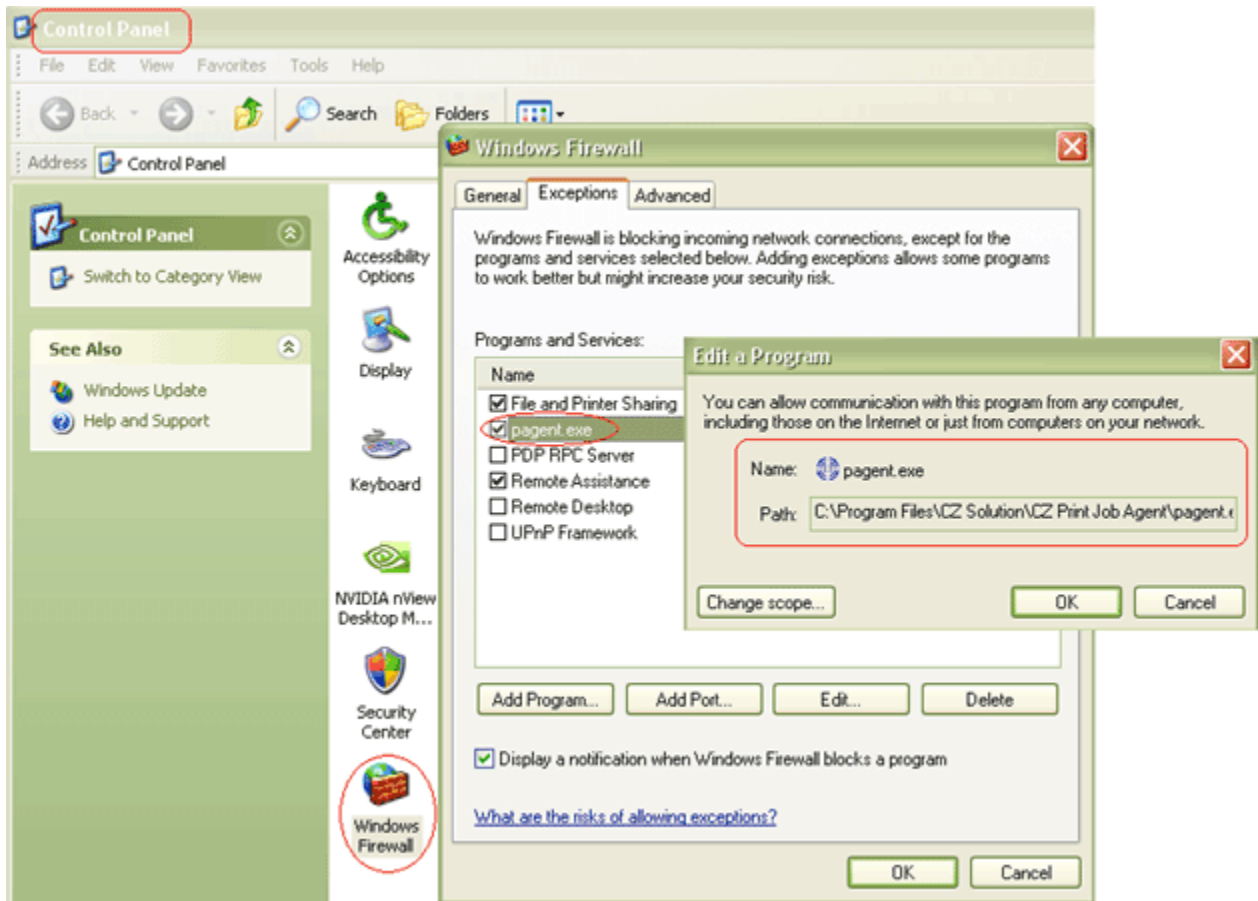 Control Panel
File Edit View Favorites Tools Help
Back Search Folders
Address Control Panel
Control Panel
Switch to Category View
See Also
Windows Update
Help and Support
Accessibility
Options
Display
Keyboard
NVIDIA nView
Desktop M...
Security
Center
Windows
Firewall
Windows Firewall
General Exceptions Advanced
Windows Firewall is blocking incoming network connections, except for the
programs and services selected below. Adding exceptions allows some programs
to work better but might increase your security risk.
Programs and Services:
Name
File and Printer Sharing
pagent.exe
PDP RPC Server
Remote Assistance
Remote Desktop
UPnP Framework
Add Program... Add Port... Edit... Delete
Display a notification when Windows Firewall blocks a program
What are the risks of allowing exceptions?
OK Cancel
Edit a Program
You can allow communication with this program from any computer,
including those on the Internet or just from computers on your network.
Name: pagent.exe
Path: C:\Program Files\CZ Solution\CZ Print Job Agent\pagent.e
Change scope... OK Cancel